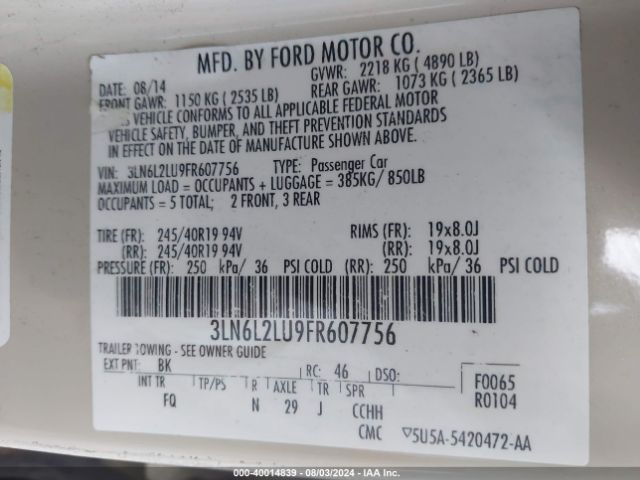 MFD. BY FORD MOTOR CO.
DATE: 08/14 GVWR: 2218 KG ( 4890 LB)
FRONT GAWR: 1150 KG ( 2535 LB) REAR GAWR: 1073 KG ( 2365 LB)
VEHICLE CONFORMS TO ALL APPLICABLE FEDERAL MOTOR
VEHICLE SAFETY, BUMPER, AND THEFT PREVENTION STANDARDS
IN EFFECT ON THE DATE OF MANUFACTURE SHOWN ABOVE.
VIN: 3LN6L2LU9FR607756 TYPE: Passenger Car
MAXIMUM LOAD = OCCUPANTS + LUGGAGE = 385KG/ 850LB
OCCUPANTS = 5 TOTAL; 2 FRONT, 3 REAR
TIRE (FR): 245/40R19 94V RIMS (FR): 19x8.0J
(RR): 245/40R19 94V (RR): 19x8.0J
PRESSURE (FR): 250 kPa/ 36 PSI COLD (RR): 250 kPa/ 36 PSI COLD
3LN6L2LU9FR607756
TRAILER TOWING - SEE OWNER GUIDE
EXT PNT: BK RC: 46 DSO: F0065
INT TR TP/PS R AXLE TR SPR R0104
FQ N 29 J CCHH
CMC ▽5U5A-5420472-AA
000-40014839 - 08/03/2024 - IAA Inc.